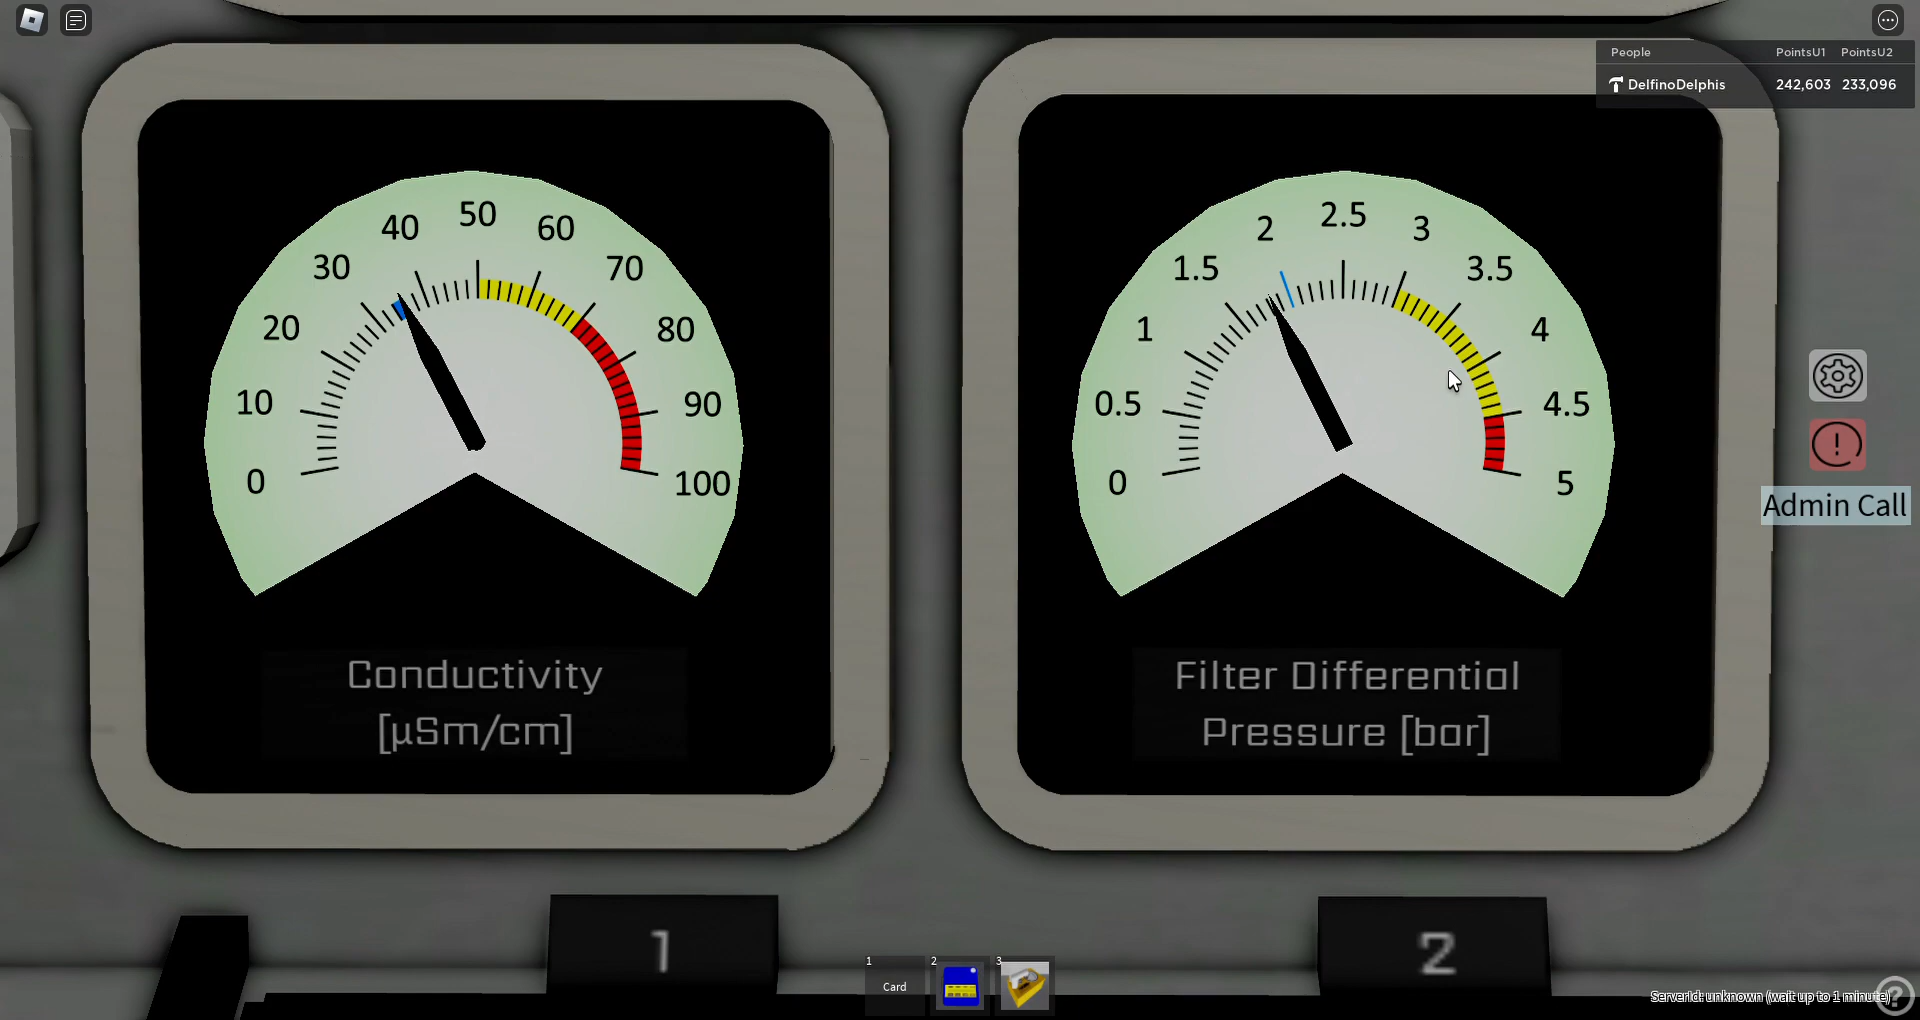 People PointsU1 PointsU2
DelfinoDelphis 242,603 233,096
0 10 20 30 40 50 60 70 80 90 100
Conductivity
[µSm/cm]
0 0.5 1 1.5 2 2.5 3 3.5 4 4.5 5
Filter Differential
Pressure [bar]
Admin Call
1
2
1 Card
2
3
ServerId: unknown (wait up to 1 minute)
?